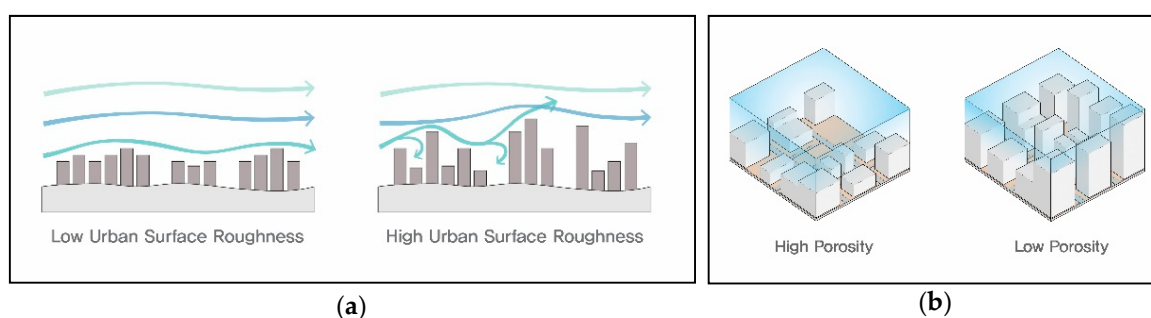 Low Urban Surface Roughness
High Urban Surface Roughness
(a)
High Porosity
Low Porosity
(b)